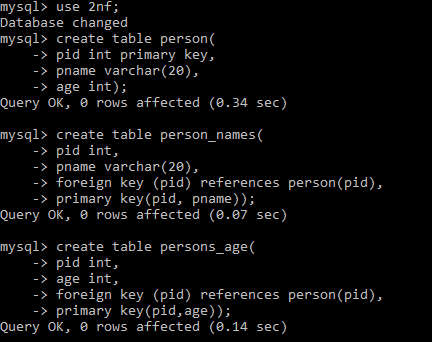 mysql> use 2nf;
Database changed
mysql> create table person(
    -> pid int primary key,
    -> pname varchar(20),
    -> age int);
Query OK, 0 rows affected (0.34 sec)

mysql> create table person_names(
    -> pid int,
    -> pname varchar(20),
    -> foreign key (pid) references person(pid),
    -> primary key(pid, pname));
Query OK, 0 rows affected (0.07 sec)

mysql> create table persons_age(
    -> pid int,
    -> age int,
    -> foreign key (pid) references person(pid),
    -> primary key(pid,age));
Query OK, 0 rows affected (0.14 sec)